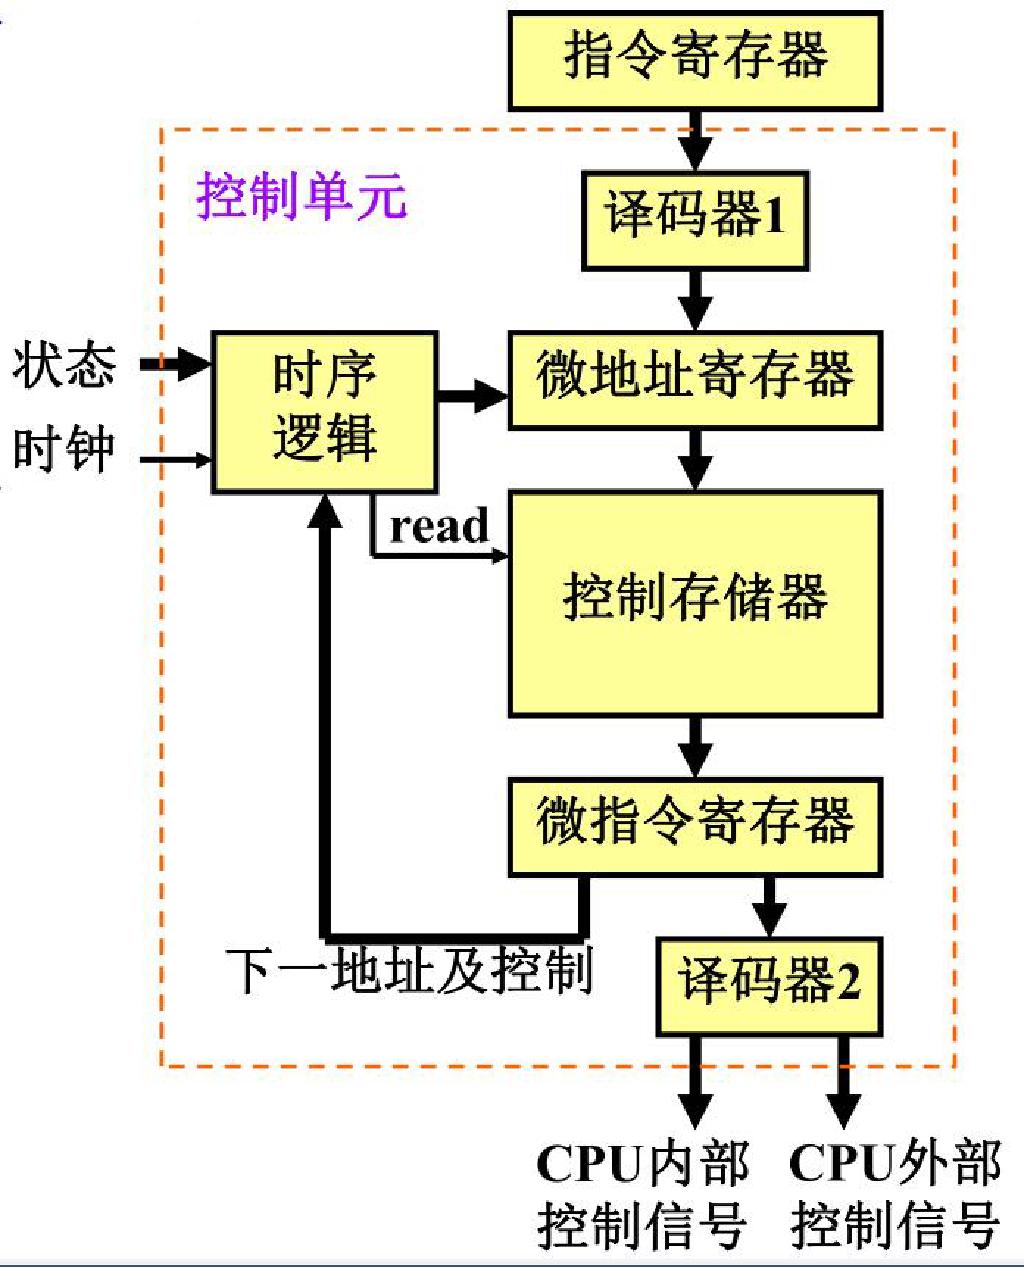 指令寄存器
控制单元
译码器1
状态
时序
逻辑
微地址寄存器
时钟
read
控制存储器
微指令寄存器
下一地址及控制
译码器2
CPU内部
控制信号
CPU外部
控制信号